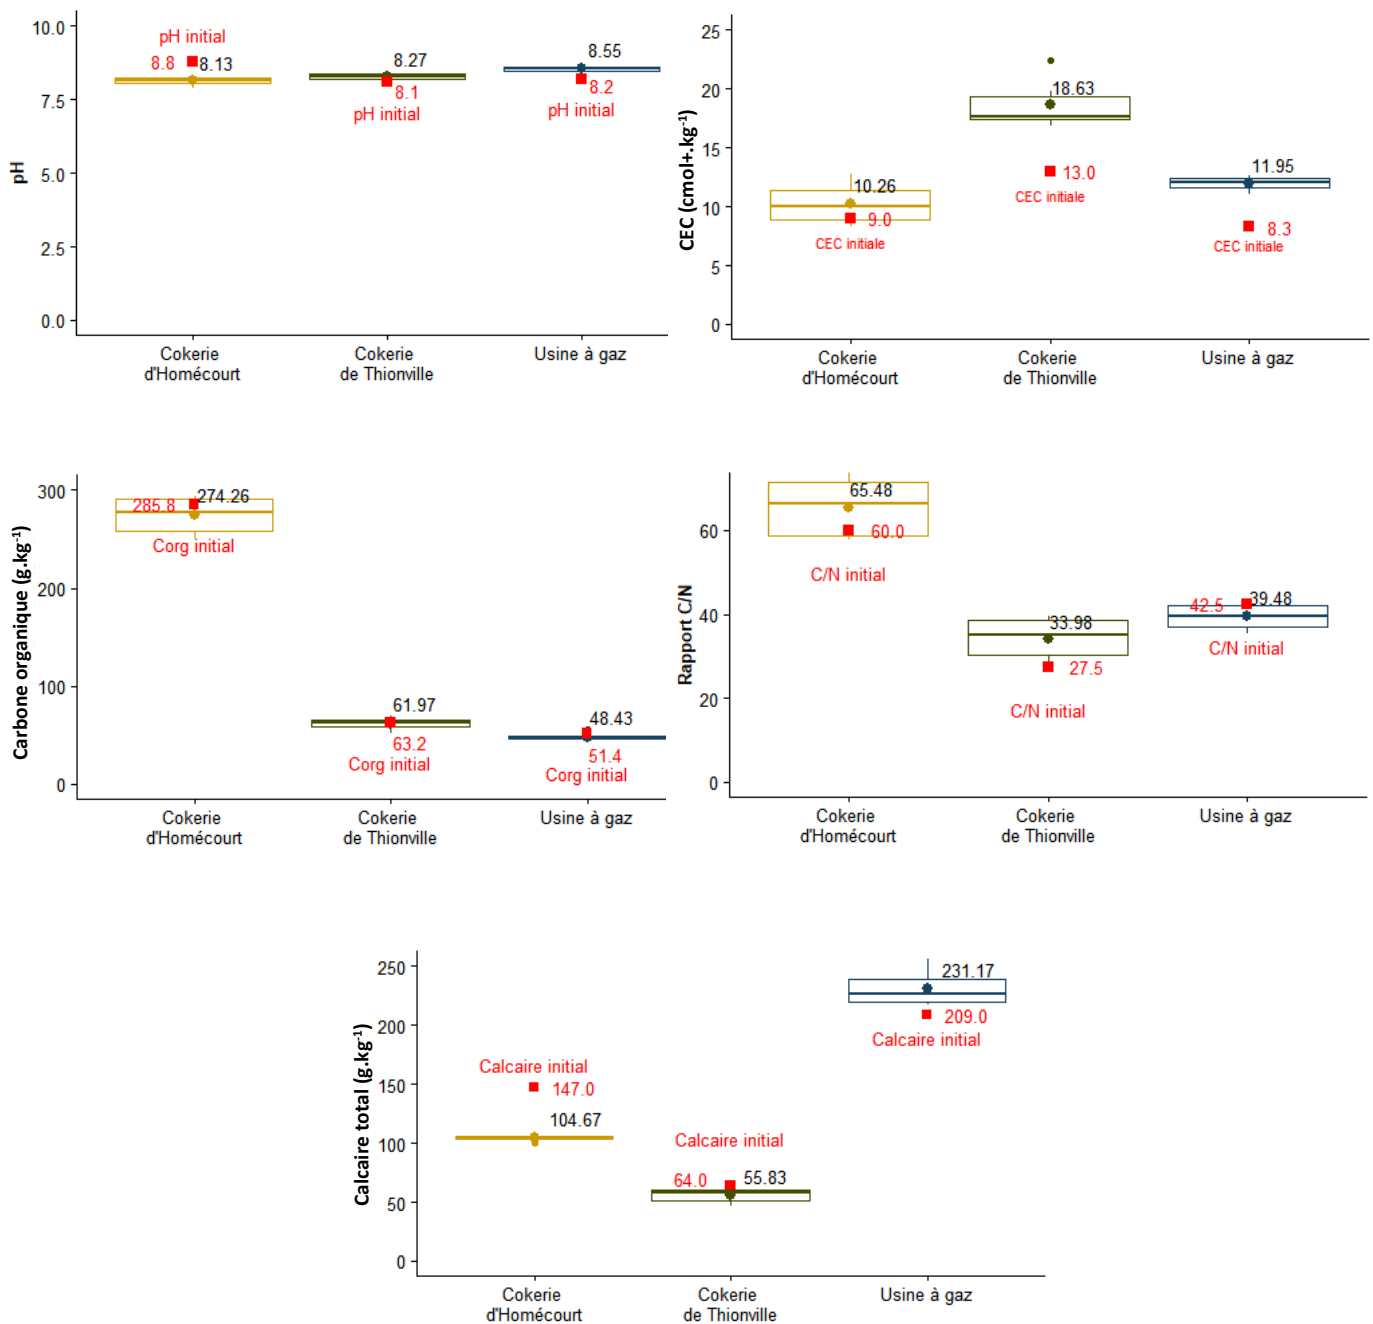 10.0
7.5
5.0
2.5
0.0
pH
pH initial
8.8
8.13
8.27
8.1
pH initial
8.55
8.2
pH initial
Cokerie
d'Homécourt
Cokerie
de Thionville
Usine à gaz
25
20
15
10
5
0
CEC (cmol+.kg⁻¹)
10.26
9.0
CEC initiale
18.63
13.0
CEC initiale
11.95
8.3
CEC initiale
Cokerie
d'Homécourt
Cokerie
de Thionville
Usine à gaz
300
200
100
0
Carbone organique (g.kg⁻¹)
274.26
285.8
Corg initial
61.97
63.2
Corg initial
48.43
51.4
Corg initial
Cokerie
d'Homécourt
Cokerie
de Thionville
Usine à gaz
60
40
20
0
Rapport C/N
65.48
60.0
C/N initial
33.98
27.5
C/N initial
42.5
39.48
C/N initial
Cokerie
d'Homécourt
Cokerie
de Thionville
Usine à gaz
250
200
150
100
50
0
Calcaire total (g.kg⁻¹)
Calcaire initial
147.0
104.67
Calcaire initial
64.0
55.83
231.17
209.0
Calcaire initial
Cokerie
d'Homécourt
Cokerie
de Thionville
Usine à gaz